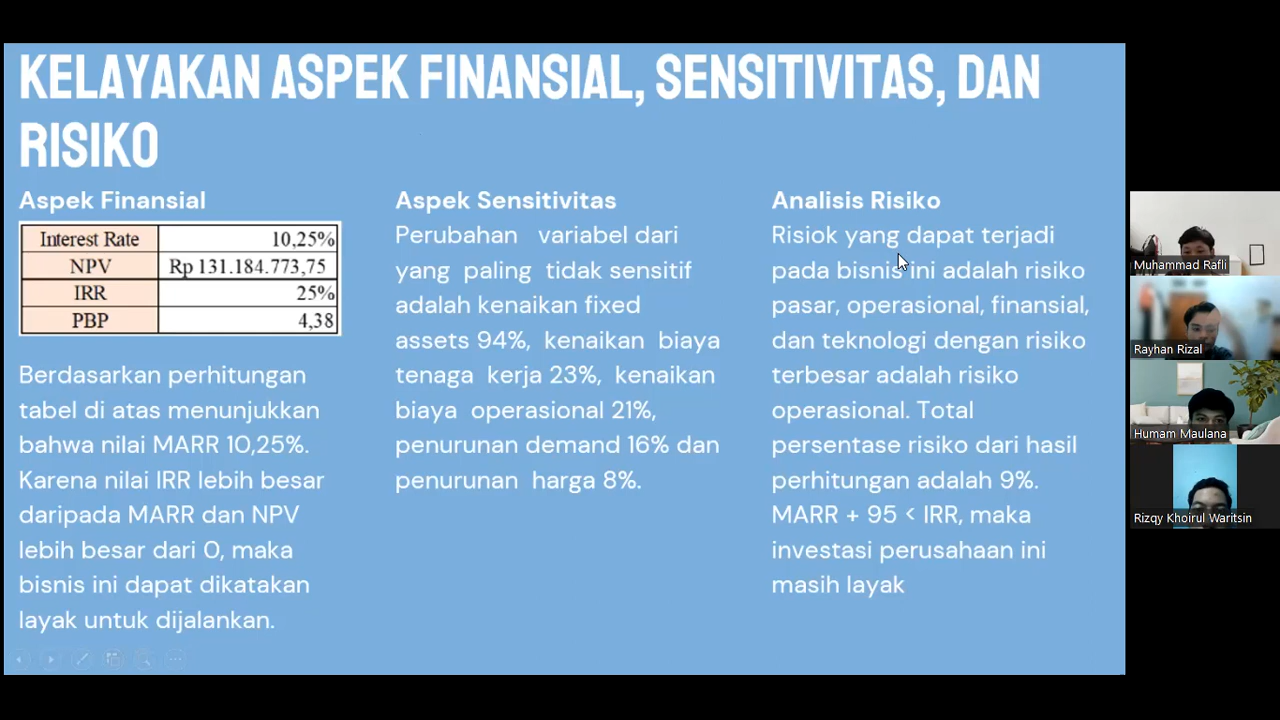 KELAYAKAN ASPEK FINANSIAL, SENSITIVITAS, DAN
RISIKO
Aspek Finansial
Interest Rate 10,25%
NPV Rp 131.184.773,75
IRR 25%
PBP 4,38
Berdasarkan perhitungan
tabel di atas menunjukkan
bahwa nilai MARR 10,25%.
Karena nilai IRR lebih besar
daripada MARR dan NPV
lebih besar dari 0, maka
bisnis ini dapat dikatakan
layak untuk dijalankan.
Aspek Sensitivitas
Perubahan variabel dari
yang paling tidak sensitif
adalah kenaikan fixed
assets 94%, kenaikan biaya
tenaga kerja 23%, kenaikan
biaya operasional 21%,
penurunan demand 16% dan
penurunan harga 8%.
Analisis Risiko
Risiok yang dapat terjadi
pada bisnis ini adalah risiko
pasar, operasional, finansial,
dan teknologi dengan risiko
terbesar adalah risiko
operasional. Total
persentase risiko dari hasil
perhitungan adalah 9%.
MARR + 95 < IRR, maka
investasi perusahaan ini
masih layak
Muhammad Rafli
Rayhan Rizal
Humam Maulana
Rizqy Khoirul Waritsin